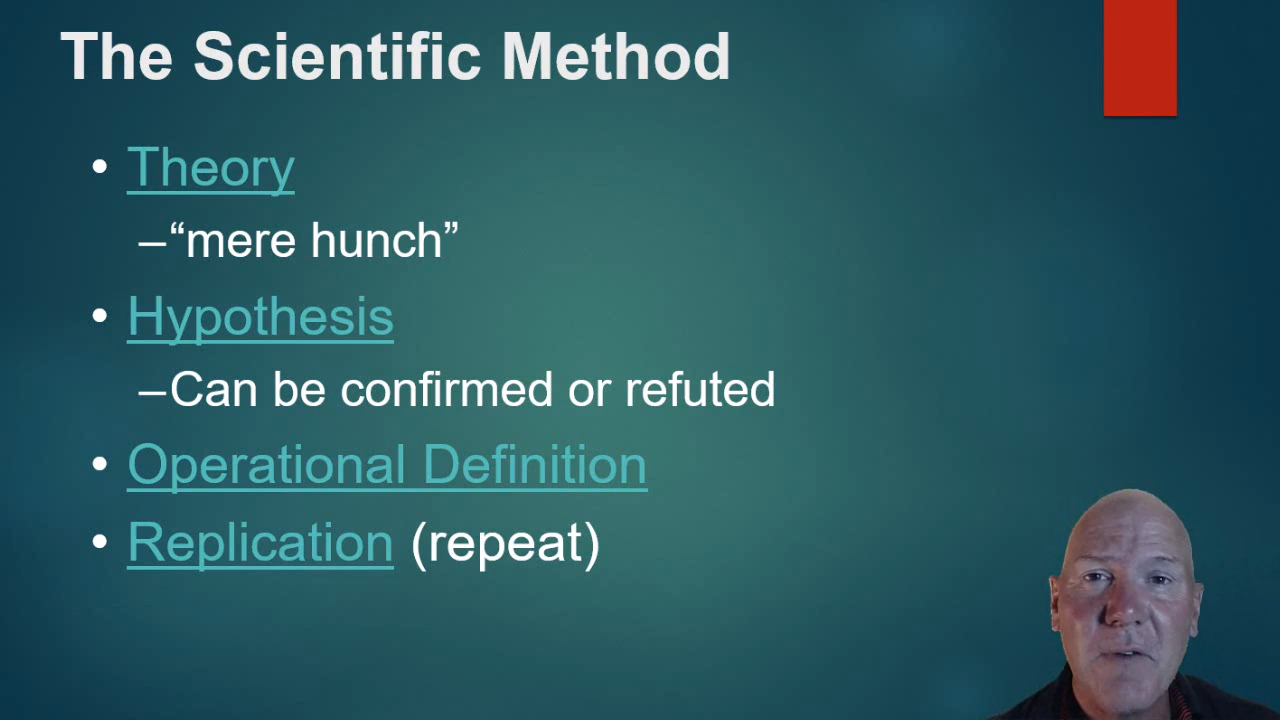 The Scientific Method
• Theory
–“mere hunch”
• Hypothesis
–Can be confirmed or refuted
• Operational Definition
• Replication (repeat)